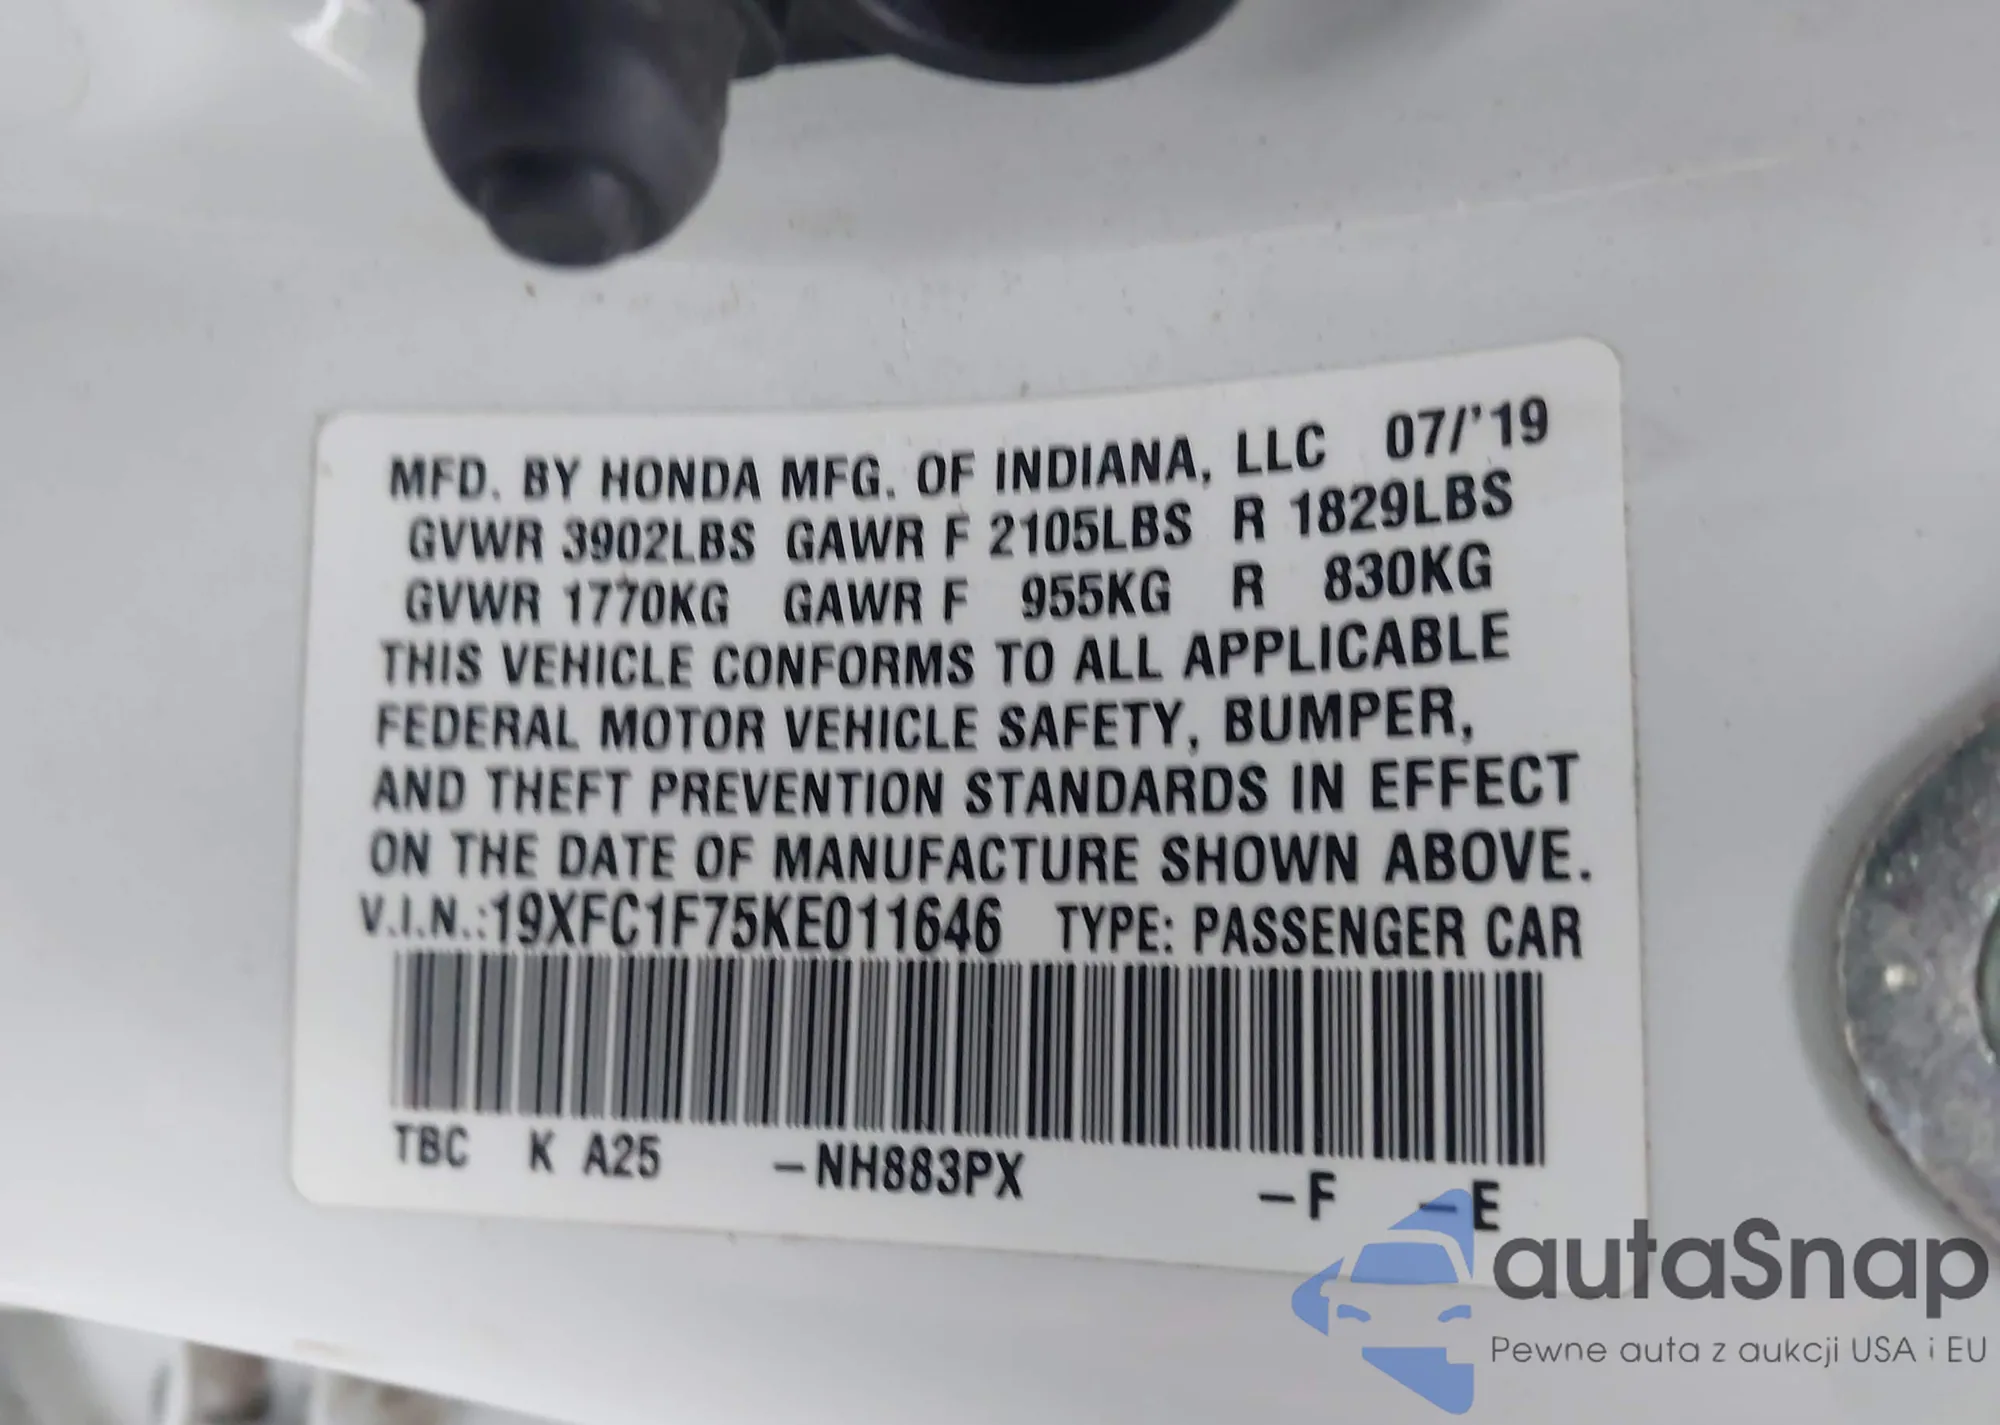 MFD. BY HONDA MFG. OF INDIANA, LLC 07/'19
GVWR 3902LBS GAWR F 2105LBS R 1829LBS
GVWR 1770KG GAWR F 955KG R 830KG
THIS VEHICLE CONFORMS TO ALL APPLICABLE
FEDERAL MOTOR VEHICLE SAFETY, BUMPER,
AND THEFT PREVENTION STANDARDS IN EFFECT
ON THE DATE OF MANUFACTURE SHOWN ABOVE.
V.I.N.:19XFC1F75KE011646 TYPE: PASSENGER CAR
TBC K A25 –NH883PX –F –E
autaSnap
Pewne auta z aukcji USA i EU